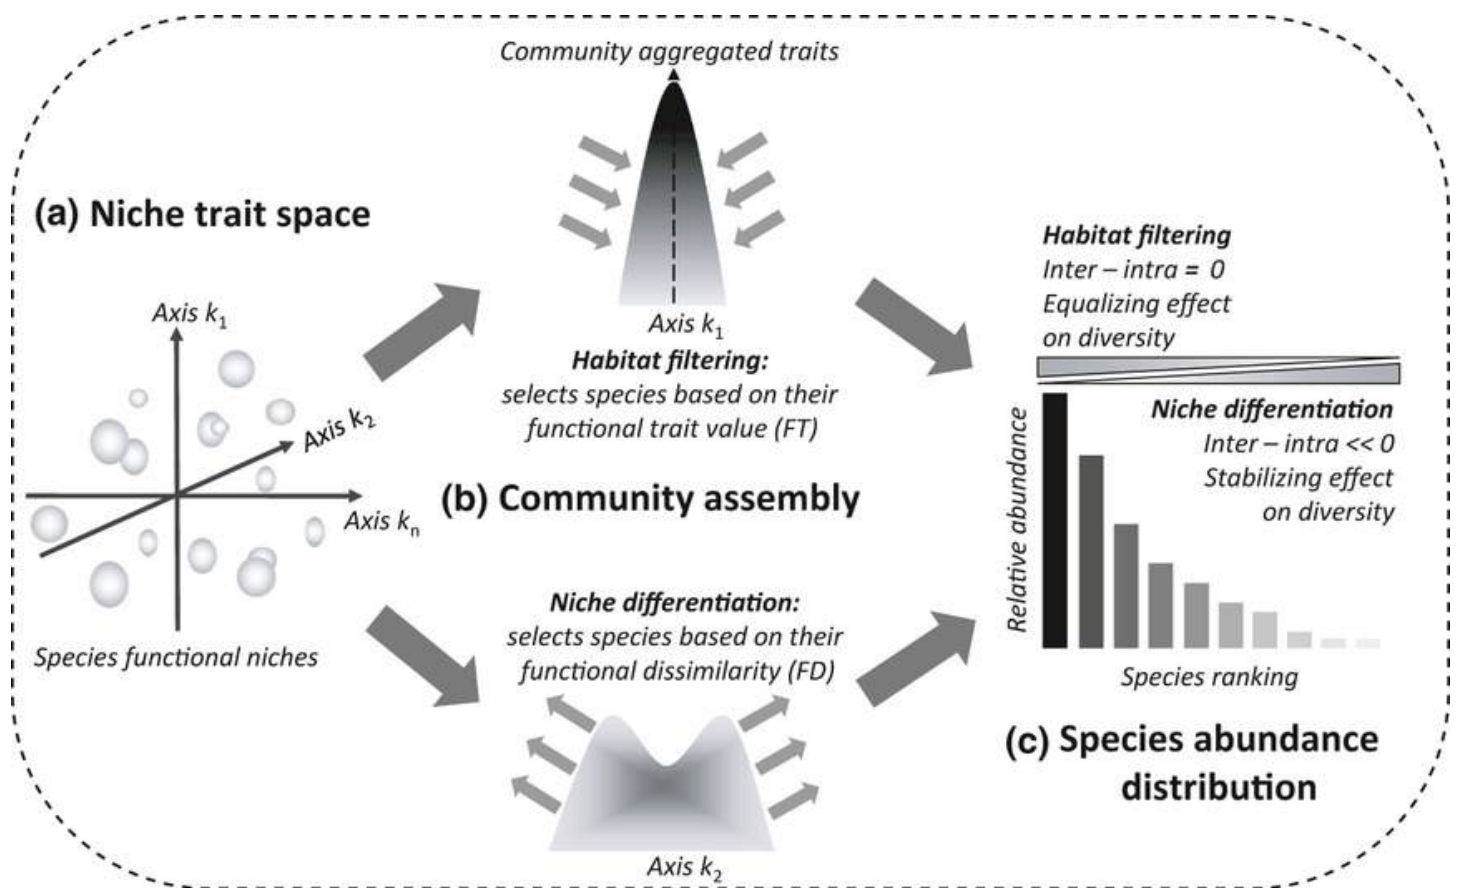 (a) Niche trait space
Axis k1
Axis k2
Axis kn
Species functional niches
Community aggregated traits
Axis k1
Habitat filtering:
selects species based on their
functional trait value (FT)
(b) Community assembly
Niche differentiation:
selects species based on their
functional dissimilarity (FD)
Axis k2
Habitat filtering
Inter – intra = 0
Equalizing effect
on diversity
Niche differentiation
Inter – intra << 0
Stabilizing effect
on diversity
Relative abundance
Species ranking
(c) Species abundance
distribution